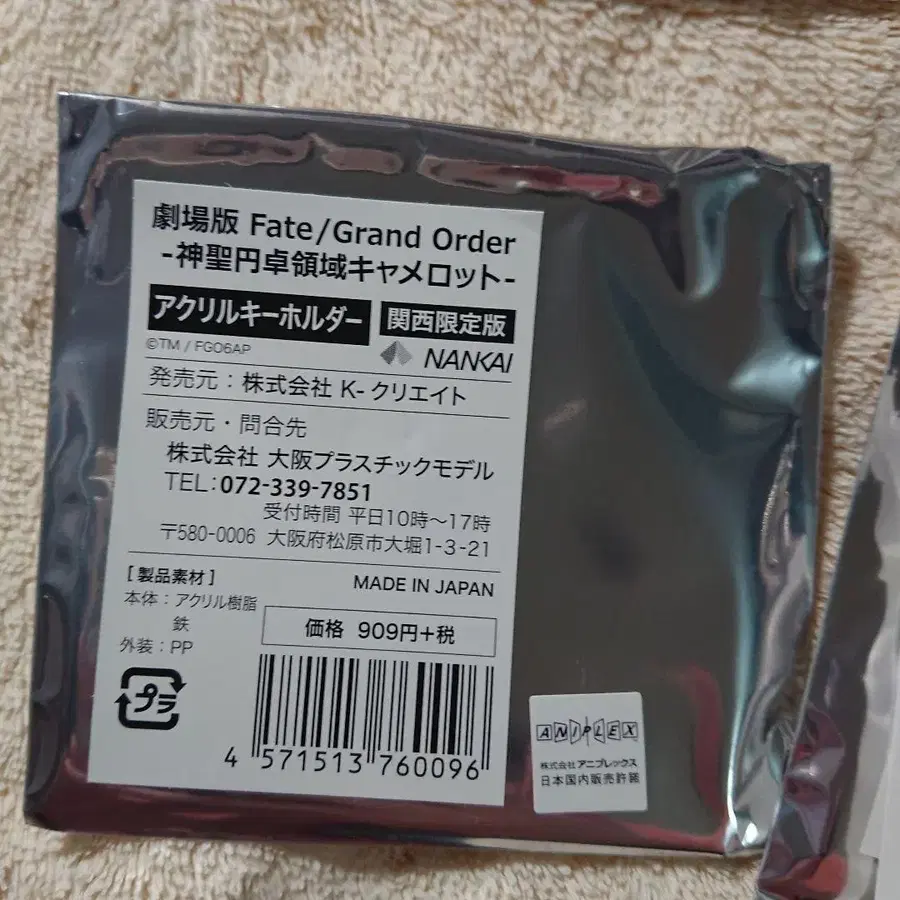 劇場版 Fate/Grand Order
-神聖円卓領域キャメロット-
アクリルキーホルダー 関西限定版
©TM / FGO6AP
NANKAI
発売元：株式会社 K-クリエイト
販売元・問合先
株式会社 大阪プラスチックモデル
TEL:072-339-7851
受付時間 平日10時～17時
〒580-0006 大阪府松原市大堀1-3-21
[製品素材] MADE IN JAPAN
本体：アクリル樹脂
鉄
価格 909円+税
外装：PP
プラ
4 571513 760096
ANIPLEX
株式会社 アニプレックス
日本国内販売許諾